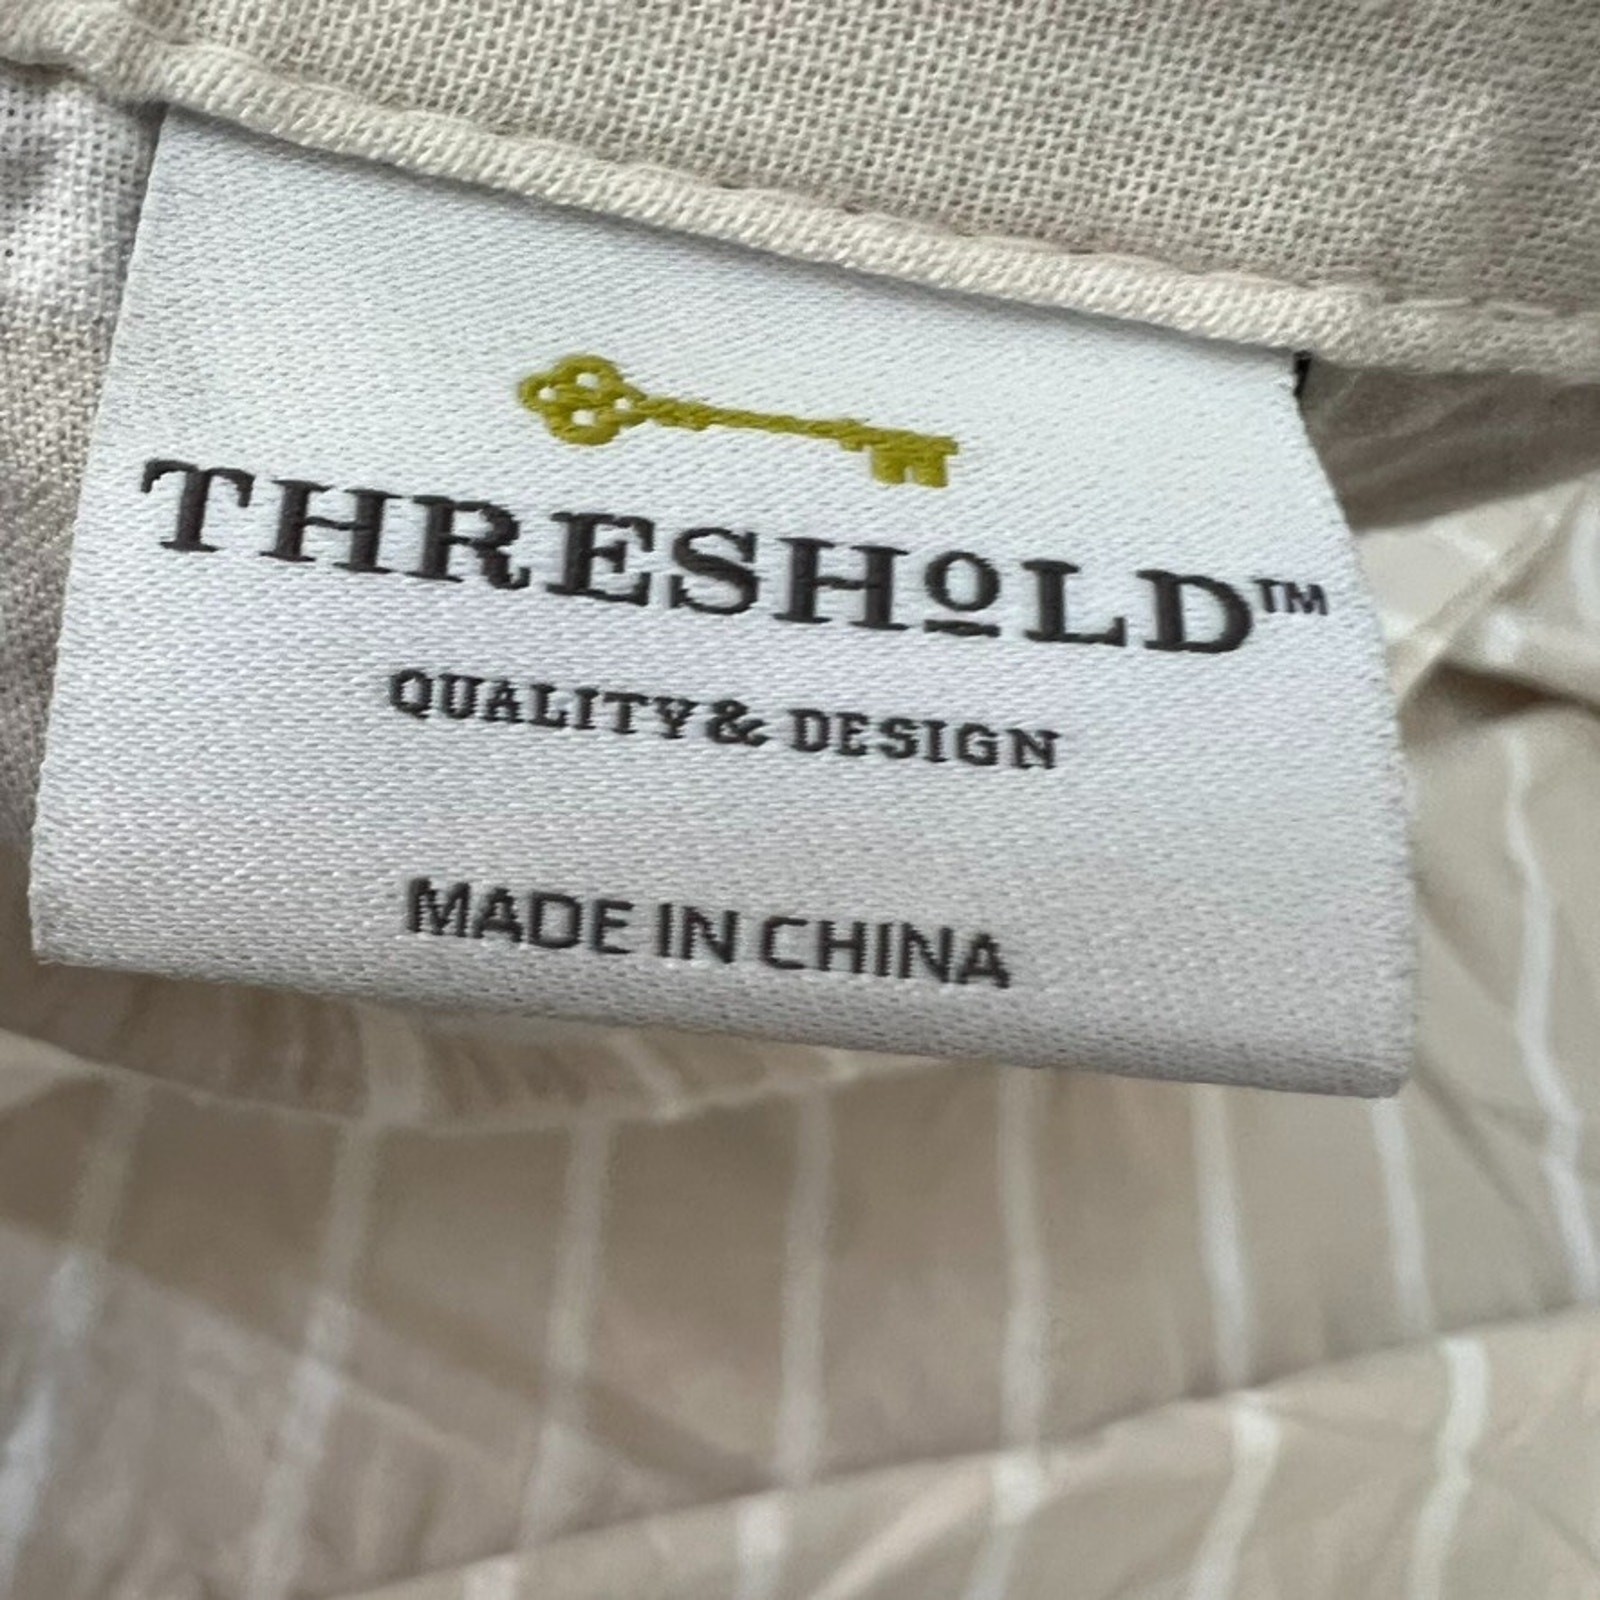 THRESHOLD™
QUALITY & DESIGN
MADE IN CHINA